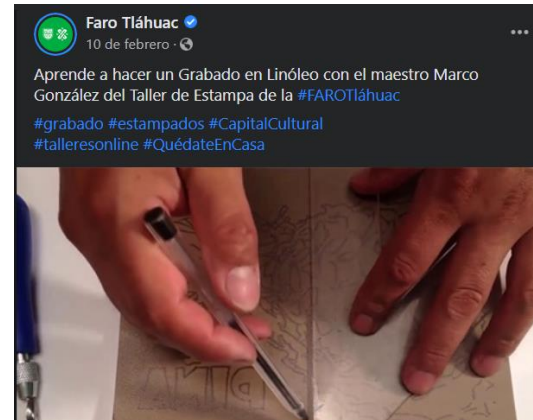 Faro Tláhuac
10 de febrero ·
Aprende a hacer un Grabado en Linóleo con el maestro Marco
González del Taller de Estampa de la #FAROTláhuac
#grabado #estampados #CapitalCultural
#talleresonline #QuédateEnCasa